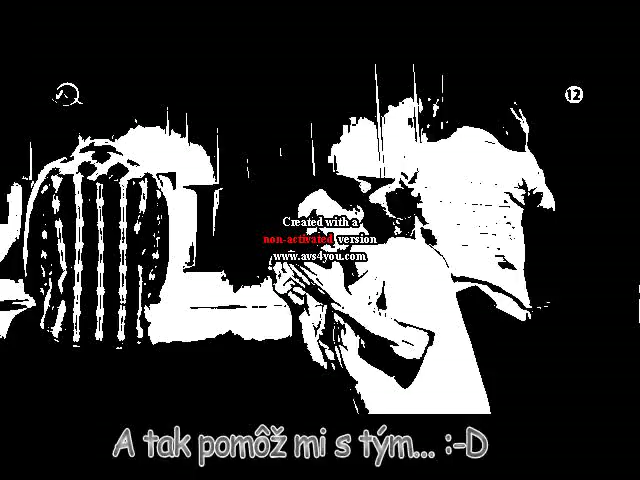 12
Created with a
non-activated version
www.avs4you.com
A tak pomôž mi s tým... :-D